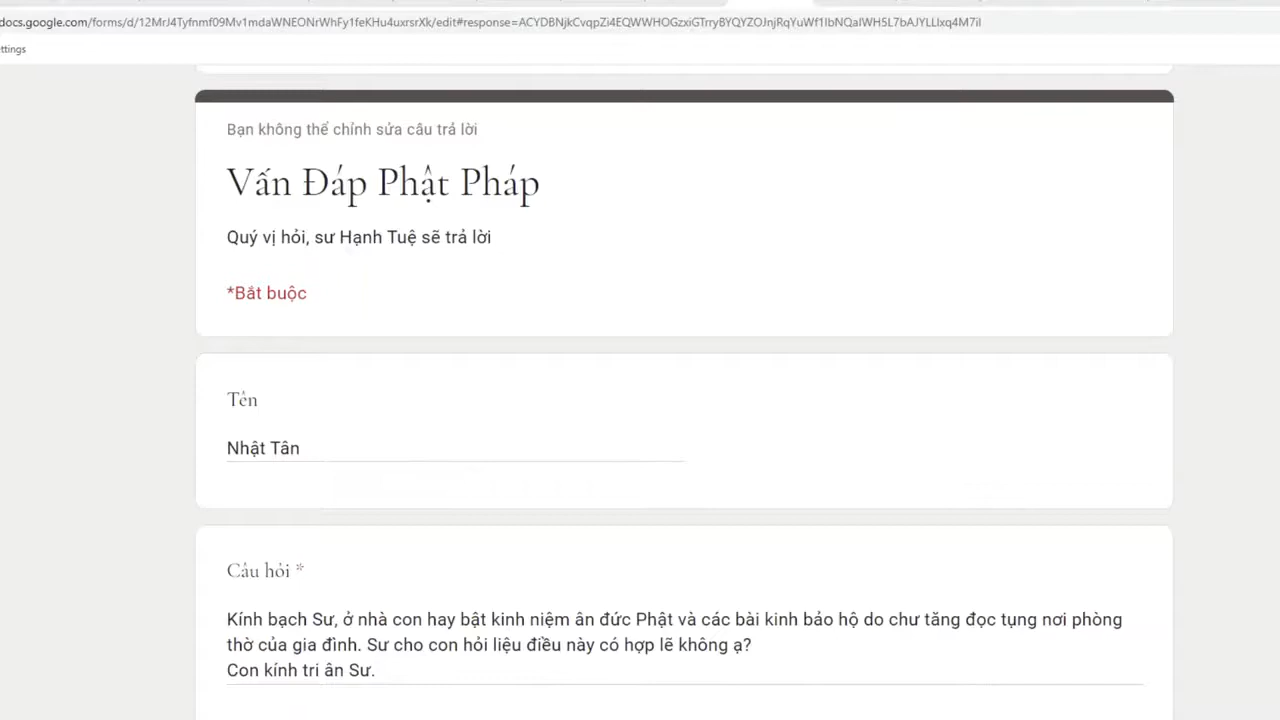 docs.google.com/forms/d/12MrJ4Tyfnmf09Mv1mdaWNEONrWhFy1feKHu4uxrsrXk/edit#response=ACYDBNjkCvqpZi4EQWWHOGzxiGTrryBYQYZOJnjRqYuWf1lbNQaIWH5L7bAJYLLlxq4M7iI
ettings
Bạn không thể chỉnh sửa câu trả lời
Vấn Đáp Phật Pháp
Quý vị hỏi, sư Hạnh Tuệ sẽ trả lời
*Bắt buộc
Tên
Nhật Tân
Câu hỏi *
Kính bạch Sư, ở nhà con hay bật kinh niệm ân đức Phật và các bài kinh bảo hộ do chư tăng đọc tụng nơi phòng
thờ của gia đình. Sư cho con hỏi liệu điều này có hợp lẽ không ạ?
Con kính tri ân Sư.